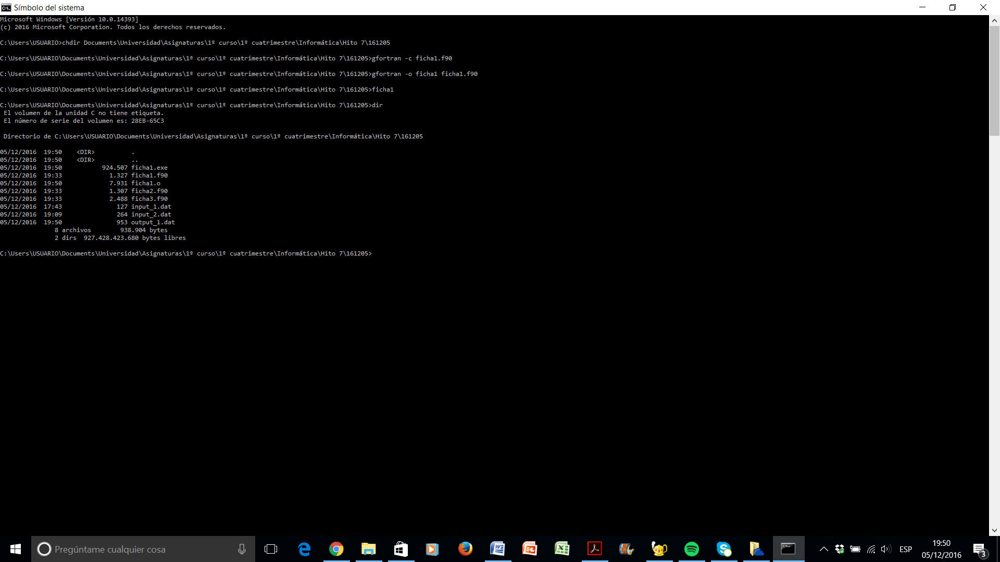 Símbolo del sistema
Microsoft Windows [Versión 10.0.14393]
(c) 2016 Microsoft Corporation. Todos los derechos reservados.
C:\Users\USUARIO>chdir Documents\Universidad\Asignaturas\1º curso\1º cuatrimestre\Informática\Hito 7\161205
C:\Users\USUARIO\Documents\Universidad\Asignaturas\1º curso\1º cuatrimestre\Informática\Hito 7\161205>gfortran -c ficha1.f90
C:\Users\USUARIO\Documents\Universidad\Asignaturas\1º curso\1º cuatrimestre\Informática\Hito 7\161205>gfortran -o ficha1 ficha1.f90
C:\Users\USUARIO\Documents\Universidad\Asignaturas\1º curso\1º cuatrimestre\Informática\Hito 7\161205>ficha1
C:\Users\USUARIO\Documents\Universidad\Asignaturas\1º curso\1º cuatrimestre\Informática\Hito 7\161205>dir
El volumen de la unidad C no tiene etiqueta.
El número de serie del volumen es: 28EB-65C3
Directorio de C:\Users\USUARIO\Documents\Universidad\Asignaturas\1º curso\1º cuatrimestre\Informática\Hito 7\161205
05/12/2016  19:50    <DIR>          .
05/12/2016  19:50    <DIR>          ..
05/12/2016  19:50           924.507 ficha1.exe
05/12/2016  19:33             1.327 ficha1.f90
05/12/2016  19:50             7.931 ficha1.o
05/12/2016  19:33             1.307 ficha2.f90
05/12/2016  19:33             2.488 ficha3.f90
05/12/2016  17:43               127 input_1.dat
05/12/2016  19:09               264 input_2.dat
05/12/2016  19:50               953 output_1.dat
8 archivos        938.904 bytes
2 dirs  927.428.423.680 bytes libres
C:\Users\USUARIO\Documents\Universidad\Asignaturas\1º curso\1º cuatrimestre\Informática\Hito 7\161205>
Pregúntame cualquier cosa
ESP
19:50
05/12/2016
3